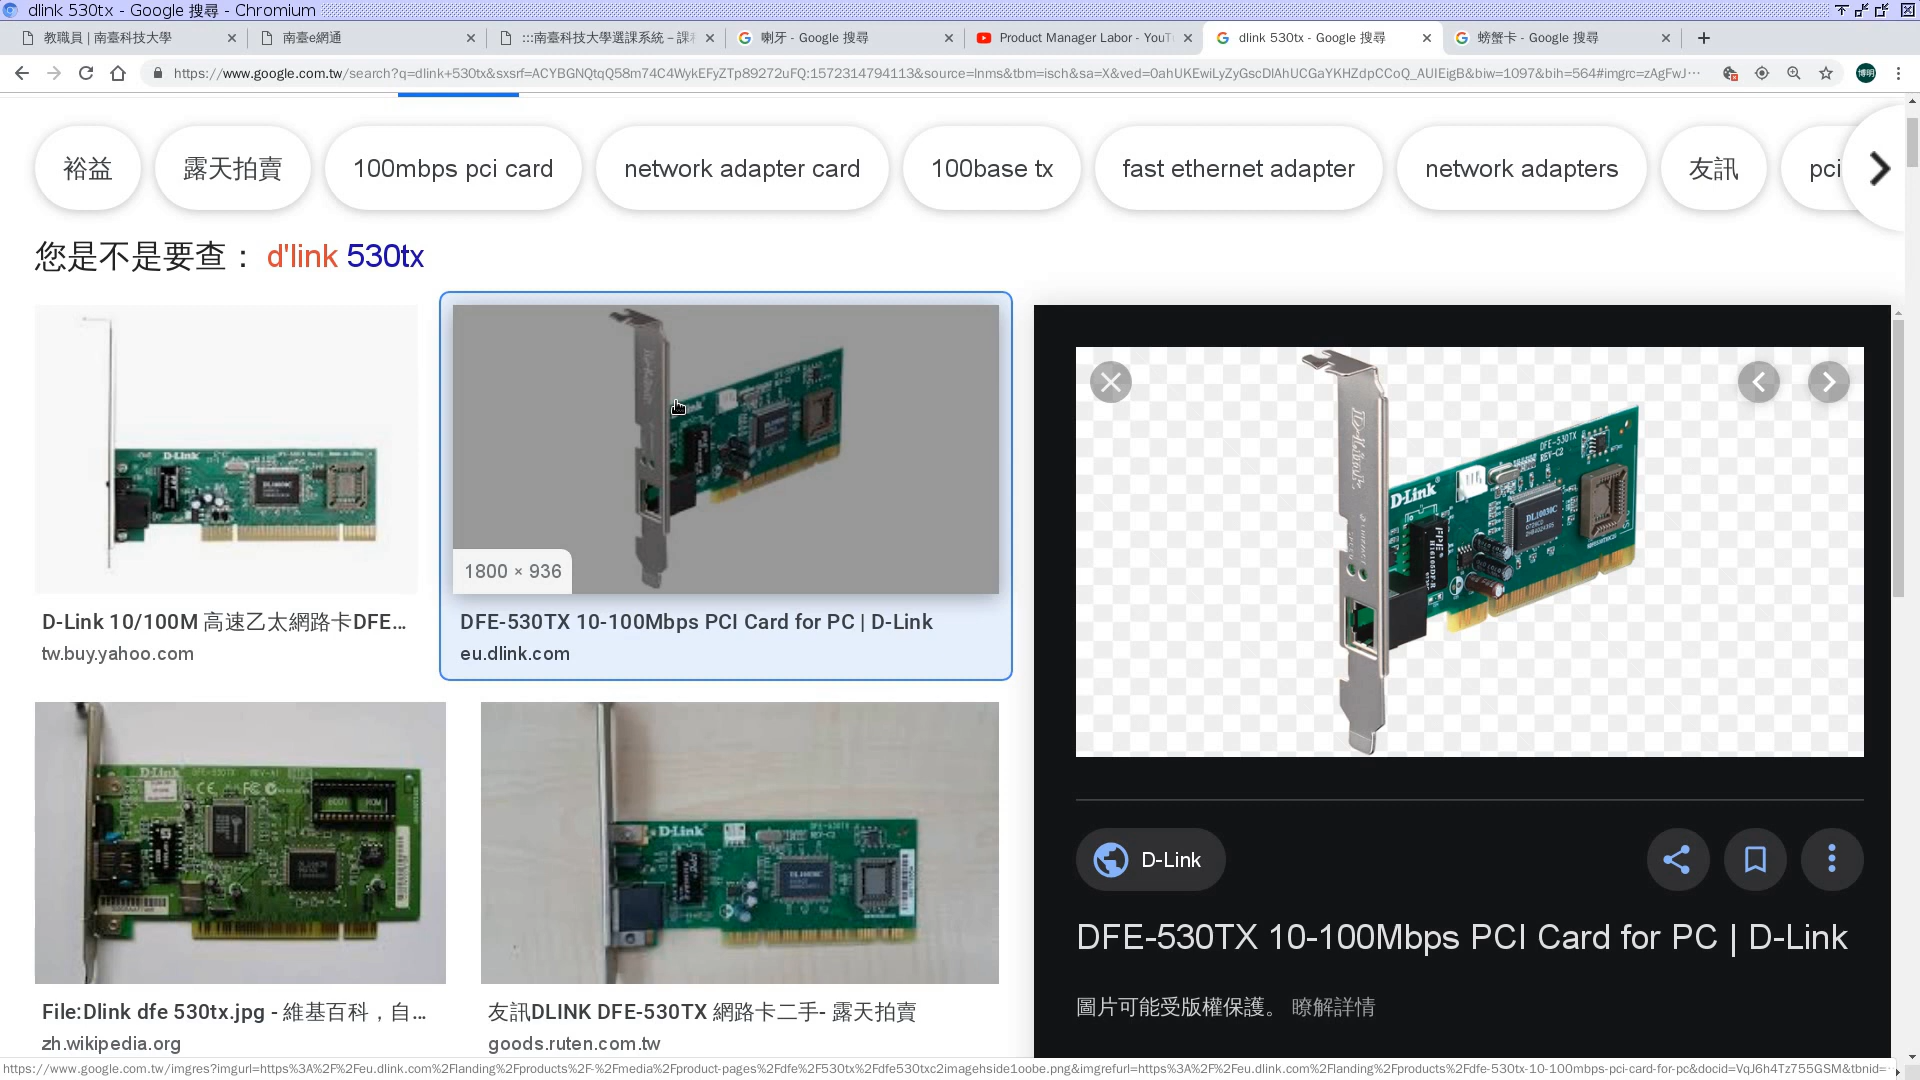 dlink 530tx - Google 搜尋 - Chromium
教職員 | 南臺科技大學
南臺e網通
:::南臺科技大學選課系統－課
喇牙 - Google 搜尋
Product Manager Labor - YouT
dlink 530tx - Google 搜尋
螃蟹卡 - Google 搜尋
https://www.google.com.tw/search?q=dlink+530tx&sxsrf=ACYBGNQtqQ58m74C4WykEFyZTp89272uFQ:1572314794113&source=lnms&tbm=isch&sa=X&ved=0ahUKEwiLyZyGscDlAhUCGaYKHZdpCCoQ_AUIEigB&biw=1097&bih=564#imgrc=zAgFwJ…
博明
裕益
露天拍賣
100mbps pci card
network adapter card
100base tx
fast ethernet adapter
network adapters
友訊
pci
您是不是要查： d'link 530tx
1800 × 936
D-Link 10/100M 高速乙太網路卡DFE...
tw.buy.yahoo.com
DFE-530TX 10-100Mbps PCI Card for PC | D-Link
eu.dlink.com
D-Link
DFE-530TX
REV-C2
DL10030C
File:Dlink dfe 530tx.jpg - 維基百科，自...
zh.wikipedia.org
友訊DLINK DFE-530TX 網路卡二手- 露天拍賣
goods.ruten.com.tw
D-Link
DFE-530TX 10-100Mbps PCI Card for PC | D-Link
圖片可能受版權保護。 瞭解詳情
https://www.google.com.tw/imgres?imgurl=https%3A%2F%2Feu.dlink.com%2Flanding%2Fproducts%2F-%2Fmedia%2Fproduct-pages%2Fdfe%2F530tx%2Fdfe530txc2imagehside1oobe.png&imgrefurl=https%3A%2F%2Feu.dlink.com%2Flanding%2Fproducts%2Fdfe-530tx-10-100mbps-pci-card-for-pc&docid=VqJ6h4Tz755GSM&tbnid=